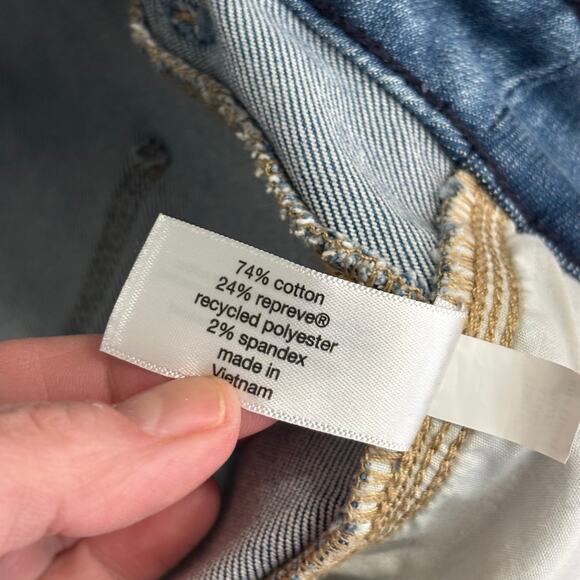 74% cotton
24% repreve®
recycled polyester
2% spandex
made in
Vietnam